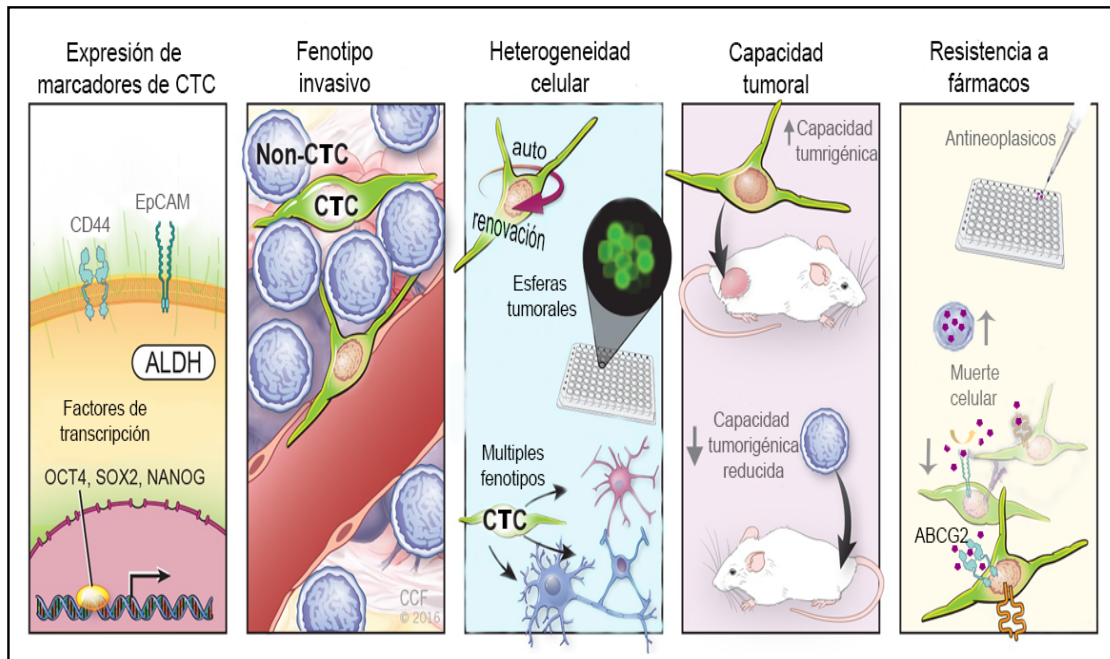 Expresión de
marcadores de CTC
CD44
EpCAM
ALDH
Factores de
transcripción
OCT4, SOX2, NANOG
Fenotipo
invasivo
Non-CTC
CTC
CCF
© 2016
Heterogeneidad
celular
auto
renovación
Esferas
tumorales
Multiples
fenotipos
CTC
Capacidad
tumoral
Capacidad
tumrigénica
Capacidad
tumorigénica
reducida
Resistencia a
fármacos
Antineoplasicos
Muerte
celular
ABCG2